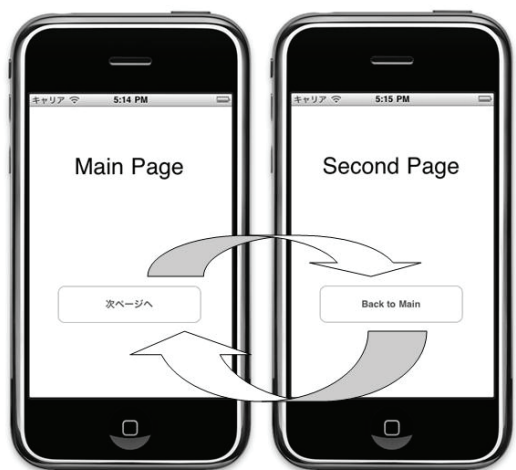 キャリア 5:14 PM
Main Page
次ページへ
キャリア 5:15 PM
Second Page
Back to Main